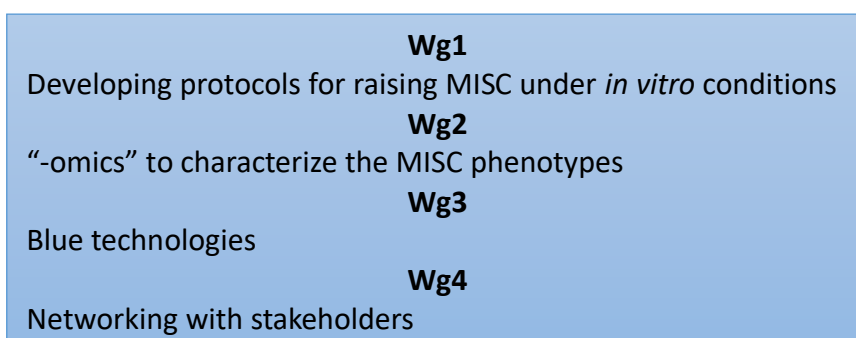 Wg1
Developing protocols for raising MISC under in vitro conditions
Wg2
“-omics” to characterize the MISC phenotypes
Wg3
Blue technologies
Wg4
Networking with stakeholders